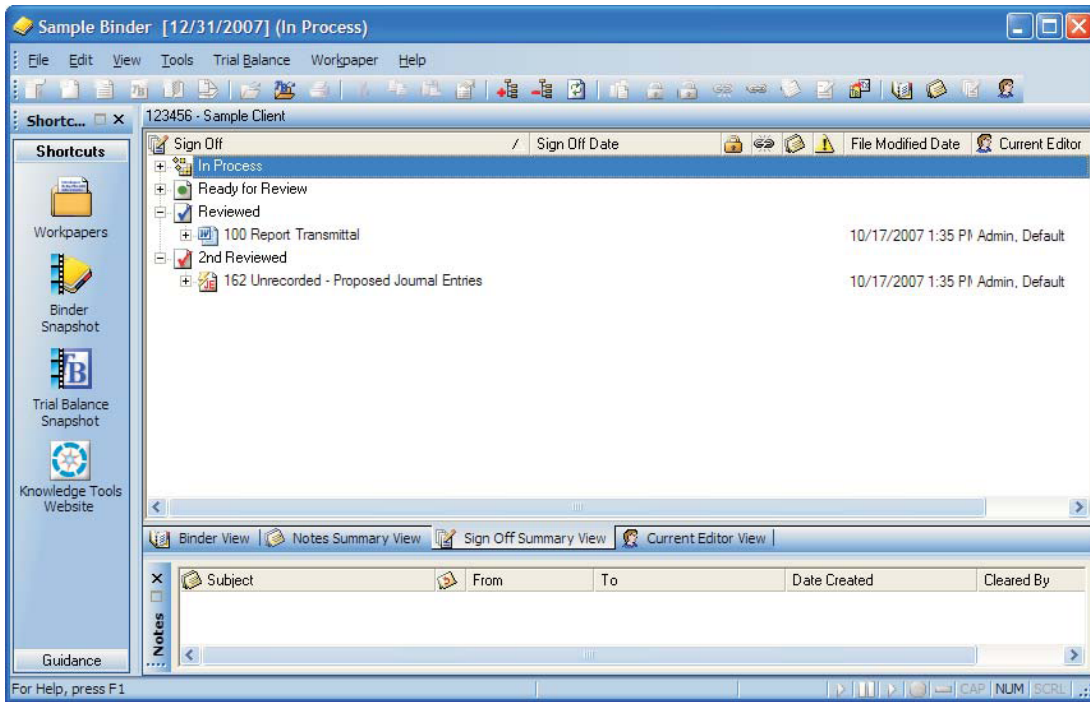 Sample Binder [12/31/2007] (In Process)
File Edit View Tools Trial Balance Workpaper Help
Shortc...
123456 - Sample Client
Shortcuts
Workpapers
Binder
Snapshot
Trial Balance
Snapshot
Knowledge Tools
Website
Guidance
Sign Off / Sign Off Date File Modified Date Current Editor
In Process
Ready for Review
Reviewed
100 Report Transmittal 10/17/2007 1:35 PM Admin, Default
2nd Reviewed
162 Unrecorded - Proposed Journal Entries 10/17/2007 1:35 PM Admin, Default
Binder View Notes Summary View Sign Off Summary View Current Editor View
Notes
Subject From To Date Created Cleared By
For Help, press F1 CAP NUM SCRL